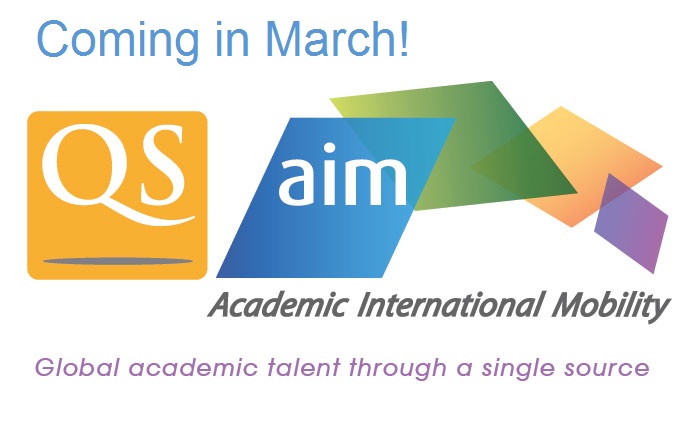 Coming in March!
QS
aim
Academic International Mobility
Global academic talent through a single source